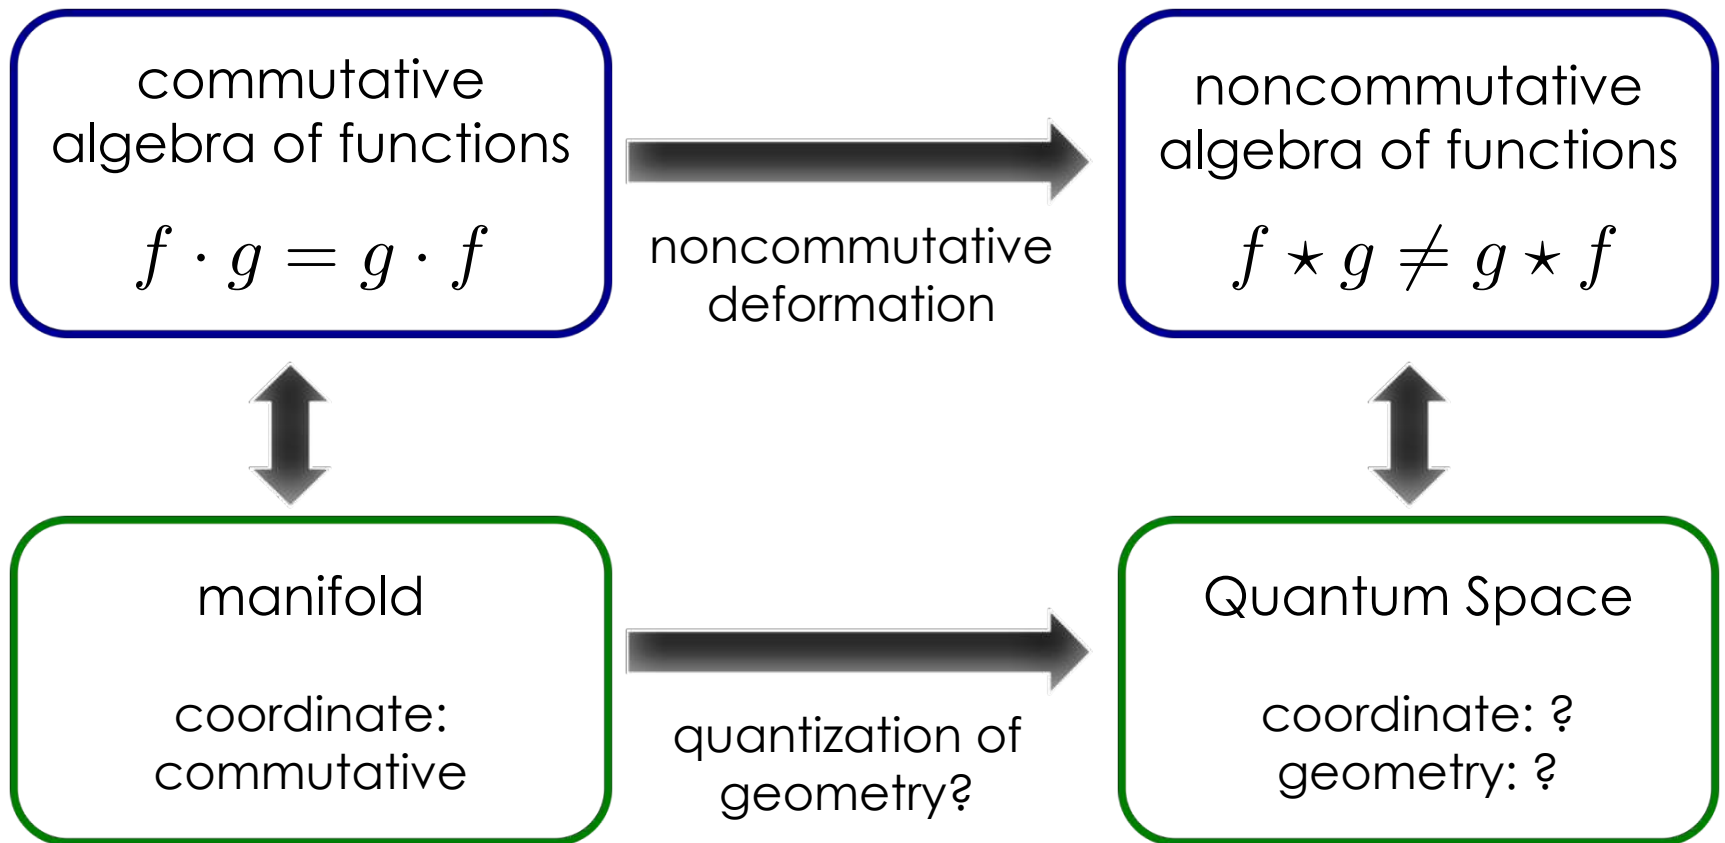 commutative
algebra of functions
f · g = g · f
noncommutative
deformation
noncommutative
algebra of functions
f ⋆ g ≠ g ⋆ f
manifold
coordinate:
commutative
quantization of
geometry?
Quantum Space
coordinate: ?
geometry: ?